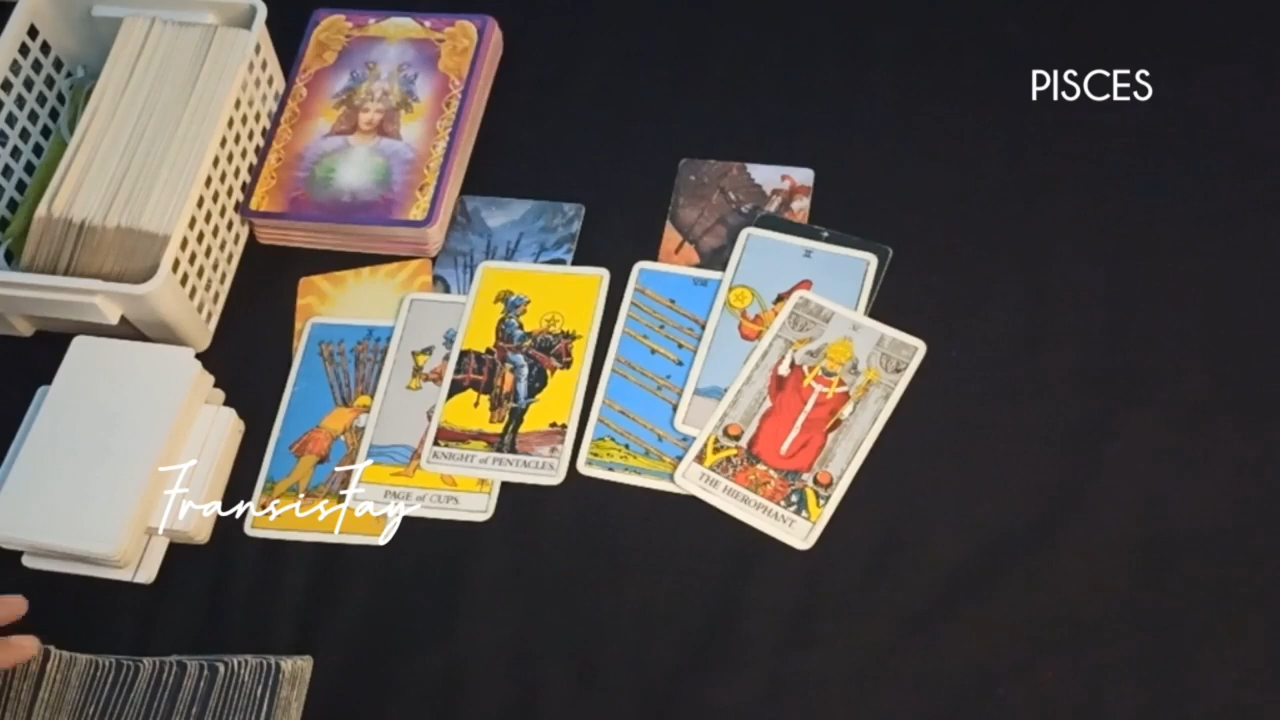 PISCES
KNIGHT of PENTACLES.
PAGE of CUPS.
THE HIEROPHANT.
FransisFay